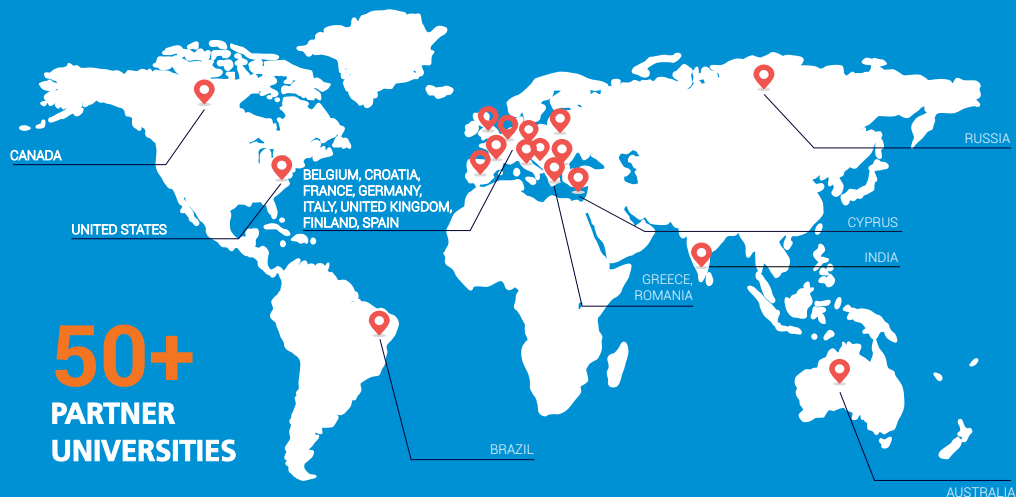 CANADA
UNITED STATES
BELGIUM, CROATIA,
FRANCE, GERMANY,
ITALY, UNITED KINGDOM,
FINLAND, SPAIN
RUSSIA
CYPRUS
INDIA
GREECE,
ROMANIA
50+
PARTNER
UNIVERSITIES
BRAZIL
AUSTRALIA